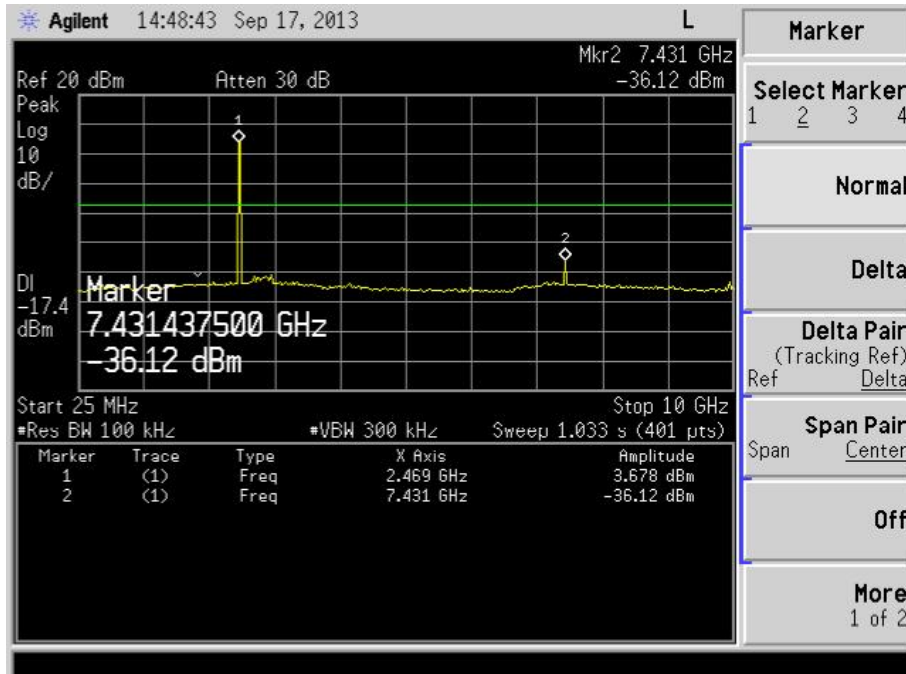 Agilent 14:48:43 Sep 17, 2013 L
Mkr2 7.431 GHz
Ref 20 dBm Atten 30 dB -36.12 dBm
Peak
Log
10
dB/
1
2
DI
-17.4
dBm
Marker
7.431437500 GHz
-36.12 dBm
Start 25 MHz Stop 10 GHz
#Res BW 100 kHz #VBW 300 kHz Sweep 1.033 s (401 pts)
Marker Trace Type X Axis Amplitude
1 (1) Freq 2.469 GHz 3.678 dBm
2 (1) Freq 7.431 GHz -36.12 dBm
Marker
Select Marker
1 2 3 4
Normal
Delta
Delta Pair
(Tracking Ref)
Ref Delta
Span Pair
Span Center
Off
More
1 of 2